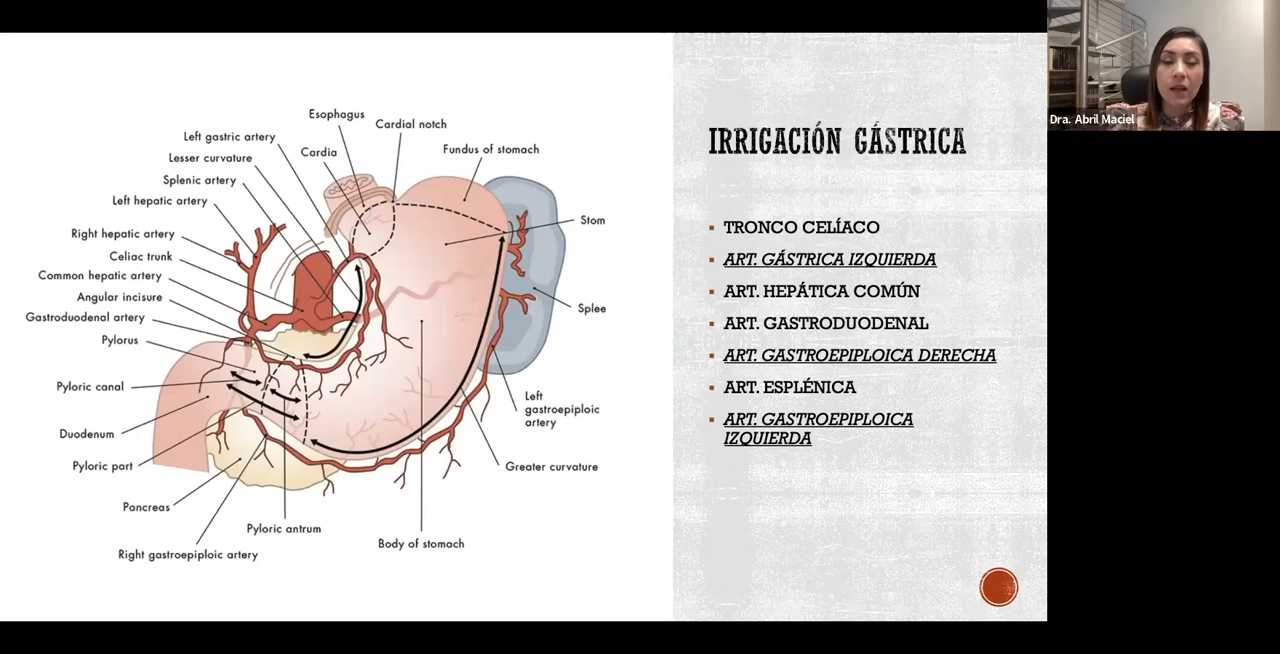 Esophagus
Cardial notch
Left gastric artery
Lesser curvature
Cardia
Fundus of stomach
Splenic artery
Left hepatic artery
Stom
Right hepatic artery
Celiac trunk
Common hepatic artery
Angular incisure
Splee
Gastroduodenal artery
Pylorus
Pyloric canal
Left
gastroepiploic
artery
Duodenum
Pyloric part
Greater curvature
Pancreas
Pyloric antrum
Body of stomach
Right gastroepiploic artery
IRRIGACIÓN GÁSTRICA
TRONCO CELÍACO
ART. GÁSTRICA IZQUIERDA
ART. HEPÁTICA COMÚN
ART. GASTRODUODENAL
ART. GASTROEPIPLOICA DERECHA
ART. ESPLÉNICA
ART. GASTROEPIPLOICA
IZQUIERDA
Dra. Abril Maciel